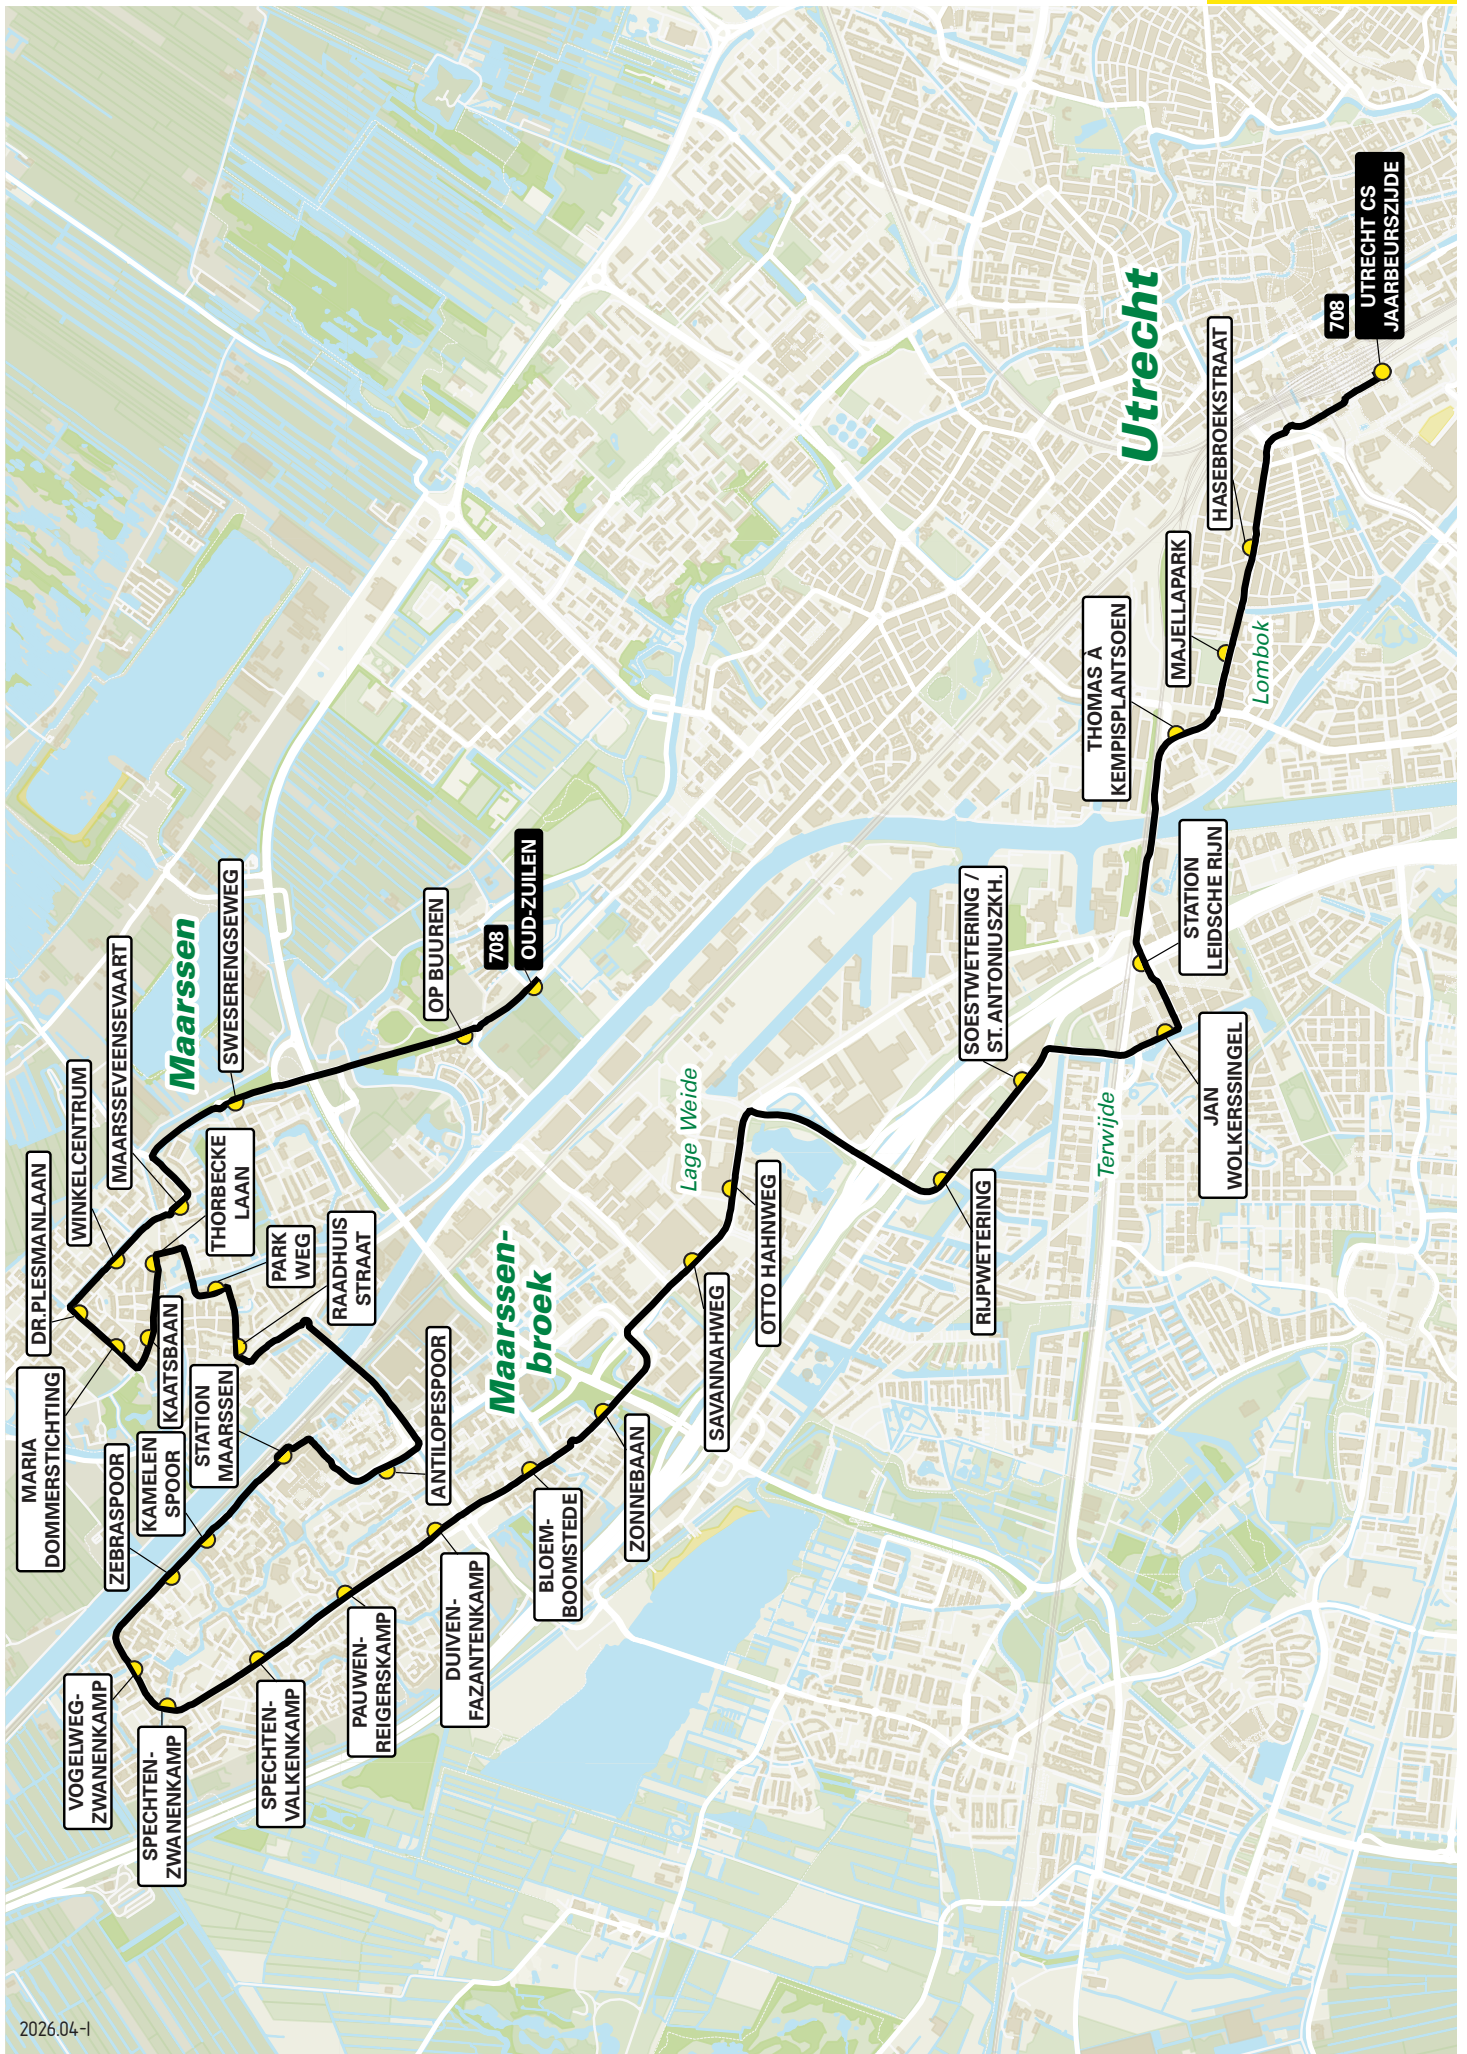 MARIA
DOMMERSTICHTING
DR.PLESMANLAAN
WINKELCENTRUM
MAARSSEVEENSEVAART
Maarssen
SWESERENGSEWEG
THORBECKE
LAAN
PARK
WEG
RAADHUIS
STRAAT
KAATSBAAN
STATION
MAARSSEN
KAMELEN
SPOOR
ZEBRASPOOR
VOGELWEG-
ZWANENKAMP
SPECHTEN-
ZWANENKAMP
SPECHTEN-
VALKENKAMP
PAUWEN-
REIGERSKAMP
DUIVEN-
FAZANTENKAMP
ANTILOPESPOOR
OP BUREN
708
OUD-ZUILEN
Maarssen-
broek
BLOEM-
BOOMSTEDE
ZONNEBAAN
SAVANNAHWEG
OTTO HAHNWEG
Lage Weide
RIJPWETERING
SOESTWETERING /
ST. ANTONIUSZKH.
Terwijde
JAN
WOLKERSSINGEL
STATION
LEIDSCHE RIJN
THOMAS À
KEMPISPLANTSOEN
MAJELLAPARK
Lombok
HASEBROEKSTRAAT
Utrecht
708
UTRECHT CS
JAARBEURSZIJDE
2026.04-I